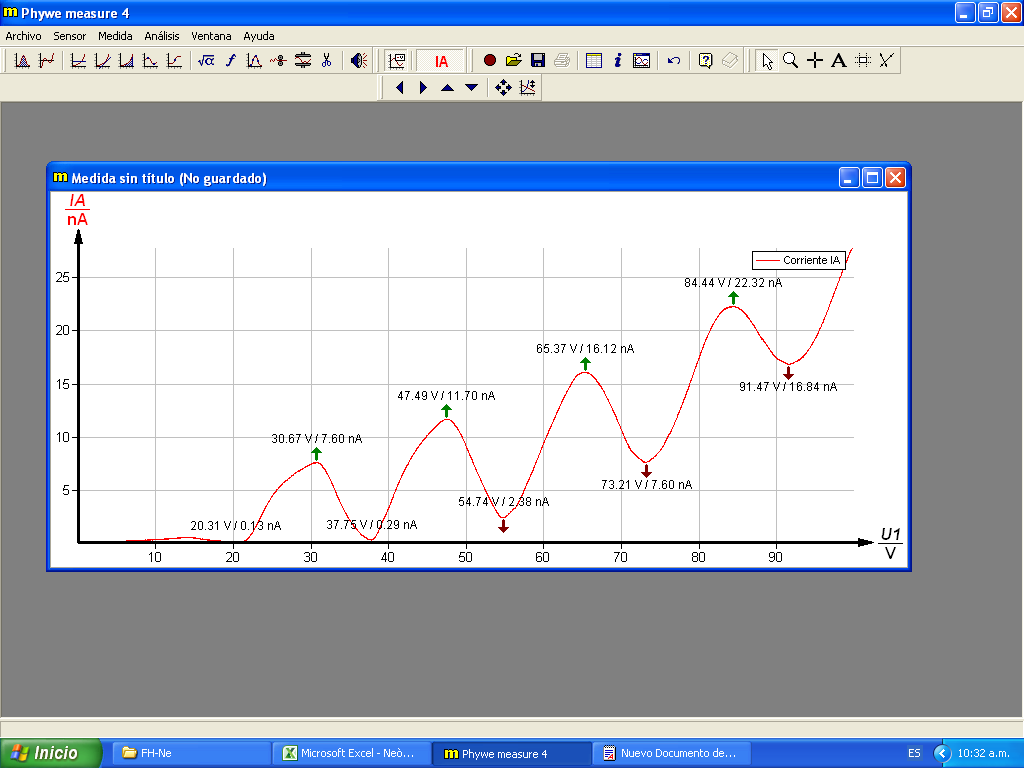 Phywe measure 4
Archivo Sensor Medida Análisis Ventana Ayuda
IA
Medida sin título (No guardado)
IA
nA
Corriente IA
25
84.44 V / 22.32 nA
20
65.37 V / 16.12 nA
15
91.47 V / 16.84 nA
47.49 V / 11.70 nA
10
30.67 V / 7.60 nA
73.21 V / 7.60 nA
5
54.74 V / 2.38 nA
20.31 V / 0.13 nA
37.75 V / 0.29 nA
U1
V
10 20 30 40 50 60 70 80 90
Inicio FH-Ne Microsoft Excel - Neò... Phywe measure 4 Nuevo Documento de... ES 10:32 a.m.